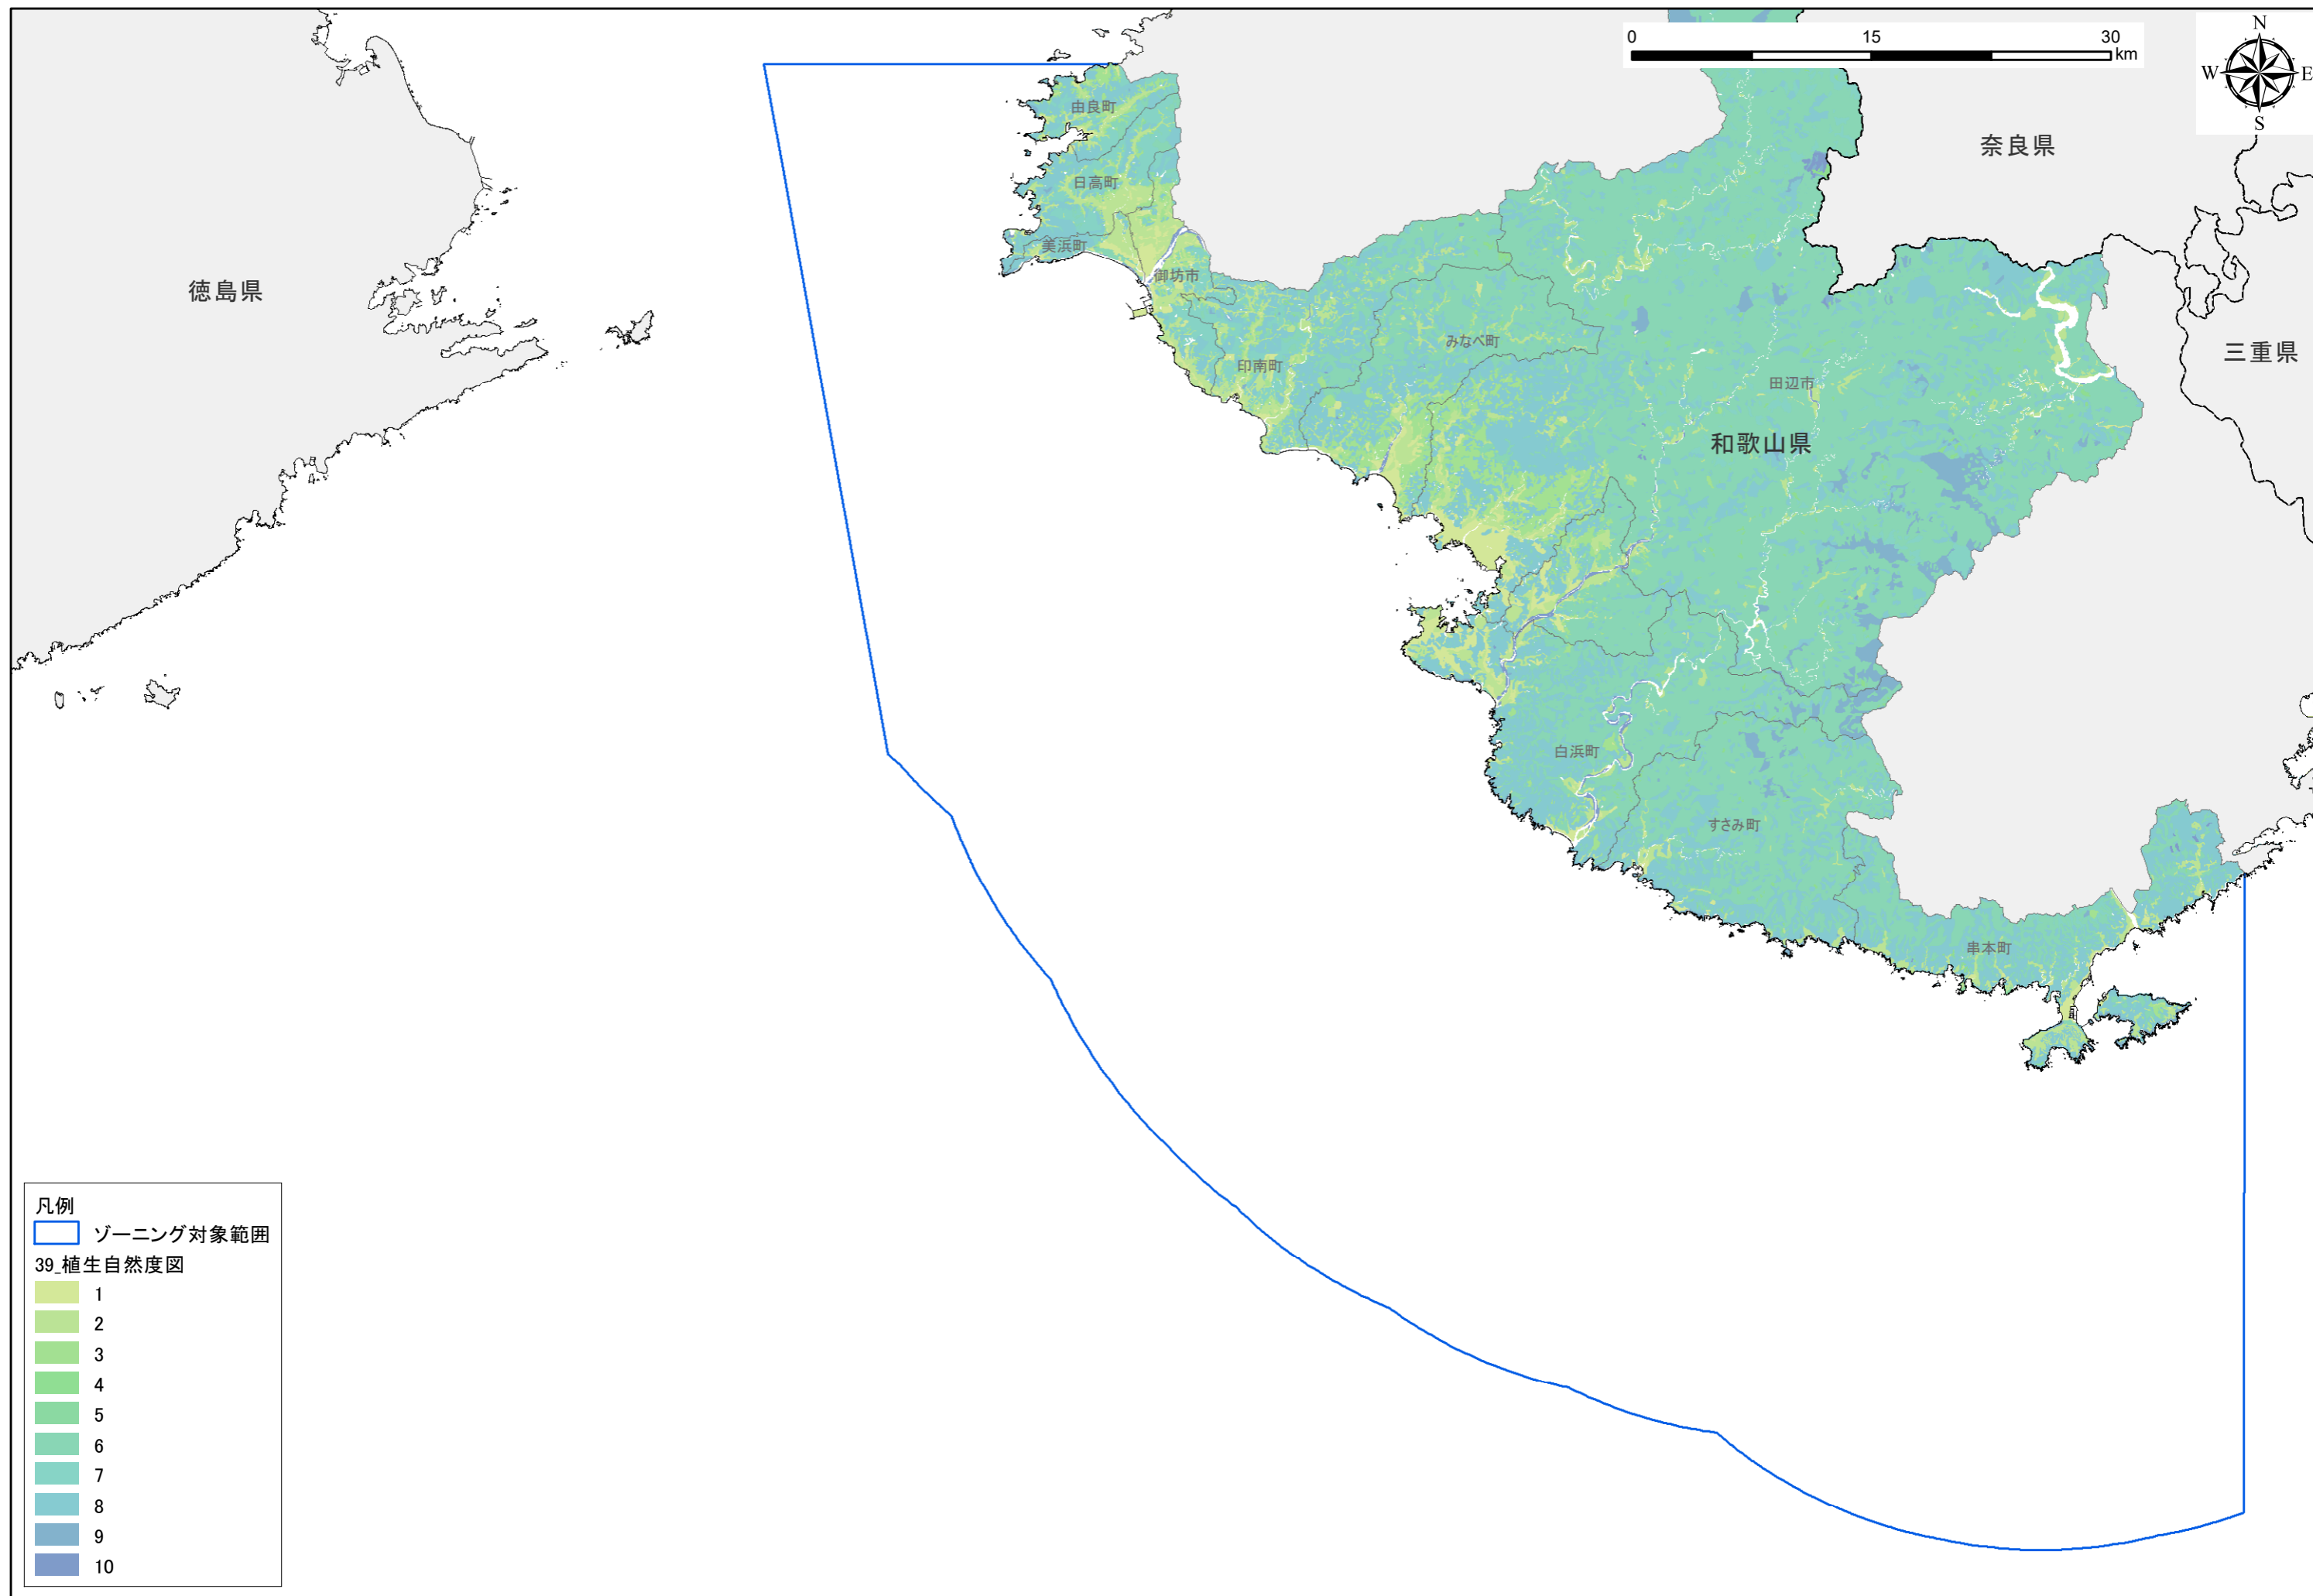 0 15 30
km
N
W E
S
奈良県
由良町
日高町
美浜町
御坊市
徳島県
三重県
みなべ町
印南町
田辺市
和歌山県
白浜町
すさみ町
串本町
凡例
ゾーニング対象範囲
39_植生自然度図
1
2
3
4
5
6
7
8
9
10